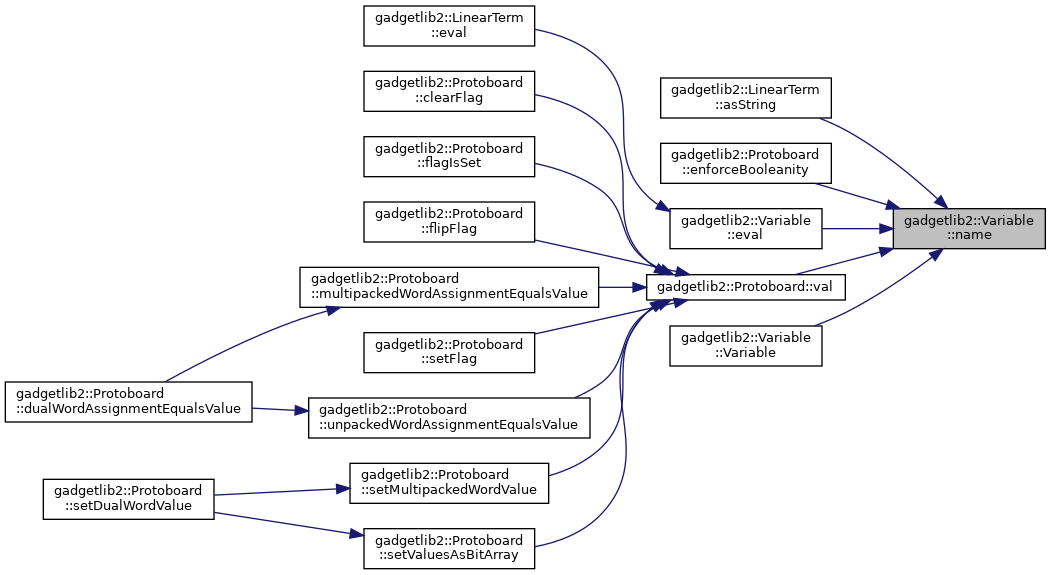 gadgetlib2::LinearTerm
::eval
gadgetlib2::Protoboard
::clearFlag
gadgetlib2::LinearTerm
::asString
gadgetlib2::Protoboard
::flagIsSet
gadgetlib2::Protoboard
::enforceBooleanity
gadgetlib2::Protoboard
::flipFlag
gadgetlib2::Variable
::eval
gadgetlib2::Variable
::name
gadgetlib2::Protoboard
::multipackedWordAssignmentEqualsValue
gadgetlib2::Protoboard::val
gadgetlib2::Protoboard
::setFlag
gadgetlib2::Variable
::Variable
gadgetlib2::Protoboard
::dualWordAssignmentEqualsValue
gadgetlib2::Protoboard
::unpackedWordAssignmentEqualsValue
gadgetlib2::Protoboard
::setMultipackedWordValue
gadgetlib2::Protoboard
::setDualWordValue
gadgetlib2::Protoboard
::setValuesAsBitArray